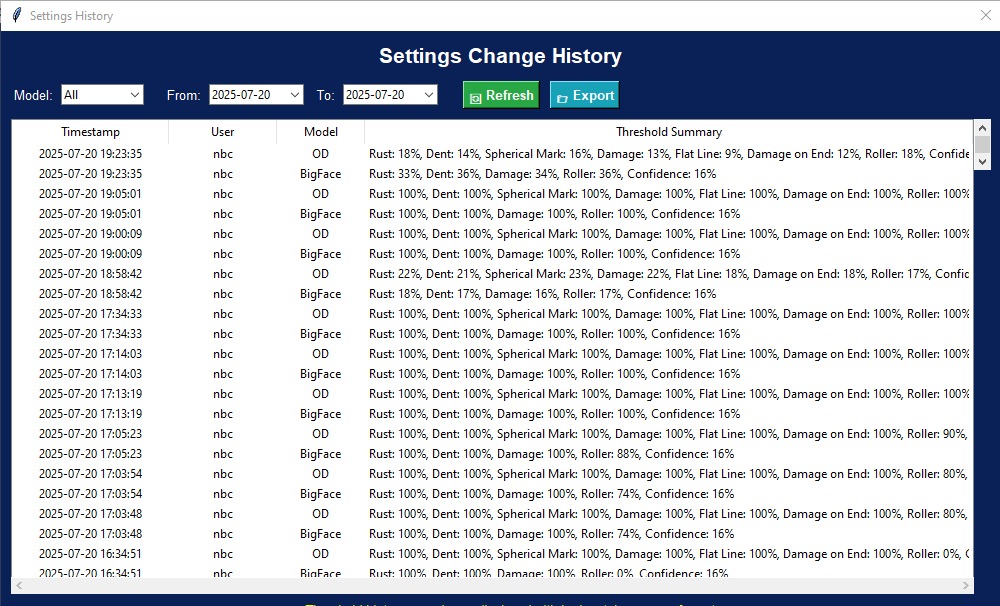 Settings History
Settings Change History
Model: All From: 2025-07-20 To: 2025-07-20 Refresh Export
Timestamp User Model Threshold Summary
2025-07-20 19:23:35 nbc OD Rust: 18%, Dent: 14%, Spherical Mark: 16%, Damage: 13%, Flat Line: 9%, Damage on End: 12%, Roller: 18%, Confide
2025-07-20 19:23:35 nbc BigFace Rust: 33%, Dent: 36%, Damage: 34%, Roller: 36%, Confidence: 16%
2025-07-20 19:05:01 nbc OD Rust: 100%, Dent: 100%, Spherical Mark: 100%, Damage: 100%, Flat Line: 100%, Damage on End: 100%, Roller: 100%
2025-07-20 19:05:01 nbc BigFace Rust: 100%, Dent: 100%, Damage: 100%, Roller: 100%, Confidence: 16%
2025-07-20 19:00:09 nbc OD Rust: 100%, Dent: 100%, Spherical Mark: 100%, Damage: 100%, Flat Line: 100%, Damage on End: 100%, Roller: 100%
2025-07-20 19:00:09 nbc BigFace Rust: 100%, Dent: 100%, Damage: 100%, Roller: 100%, Confidence: 16%
2025-07-20 18:58:42 nbc OD Rust: 22%, Dent: 21%, Spherical Mark: 23%, Damage: 22%, Flat Line: 18%, Damage on End: 18%, Roller: 17%, Confid
2025-07-20 18:58:42 nbc BigFace Rust: 18%, Dent: 17%, Damage: 16%, Roller: 17%, Confidence: 16%
2025-07-20 17:34:33 nbc OD Rust: 100%, Dent: 100%, Spherical Mark: 100%, Damage: 100%, Flat Line: 100%, Damage on End: 100%, Roller: 100%
2025-07-20 17:34:33 nbc BigFace Rust: 100%, Dent: 100%, Damage: 100%, Roller: 100%, Confidence: 16%
2025-07-20 17:14:03 nbc OD Rust: 100%, Dent: 100%, Spherical Mark: 100%, Damage: 100%, Flat Line: 100%, Damage on End: 100%, Roller: 100%
2025-07-20 17:14:03 nbc BigFace Rust: 100%, Dent: 100%, Damage: 100%, Roller: 100%, Confidence: 16%
2025-07-20 17:13:19 nbc OD Rust: 100%, Dent: 100%, Spherical Mark: 100%, Damage: 100%, Flat Line: 100%, Damage on End: 100%, Roller: 100%
2025-07-20 17:13:19 nbc BigFace Rust: 100%, Dent: 100%, Damage: 100%, Roller: 100%, Confidence: 16%
2025-07-20 17:05:23 nbc OD Rust: 100%, Dent: 100%, Spherical Mark: 100%, Damage: 100%, Flat Line: 100%, Damage on End: 100%, Roller: 90%,
2025-07-20 17:05:23 nbc BigFace Rust: 100%, Dent: 100%, Damage: 100%, Roller: 88%, Confidence: 16%
2025-07-20 17:03:54 nbc OD Rust: 100%, Dent: 100%, Spherical Mark: 100%, Damage: 100%, Flat Line: 100%, Damage on End: 100%, Roller: 80%,
2025-07-20 17:03:54 nbc BigFace Rust: 100%, Dent: 100%, Damage: 100%, Roller: 74%, Confidence: 16%
2025-07-20 17:03:48 nbc OD Rust: 100%, Dent: 100%, Spherical Mark: 100%, Damage: 100%, Flat Line: 100%, Damage on End: 100%, Roller: 80%,
2025-07-20 17:03:48 nbc BigFace Rust: 100%, Dent: 100%, Damage: 100%, Roller: 74%, Confidence: 16%
2025-07-20 16:34:51 nbc OD Rust: 100%, Dent: 100%, Spherical Mark: 100%, Damage: 100%, Flat Line: 100%, Damage on End: 100%, Roller: 0%,
2025-07-20 16:34:51 nbc BigFace Rust: 100%, Dent: 100%, Damage: 100%, Roller: 0%, Confidence: 16%